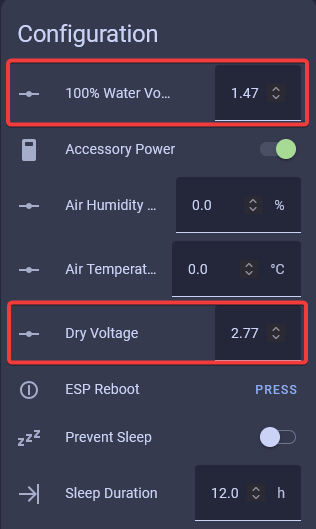 Configuration
100% Water Vo... 1.47
Accessory Power
Air Humidity ... 0.0 %
Air Temperat... 0.0 °C
Dry Voltage 2.77
ESP Reboot PRESS
zzz Prevent Sleep
Sleep Duration 12.0 h